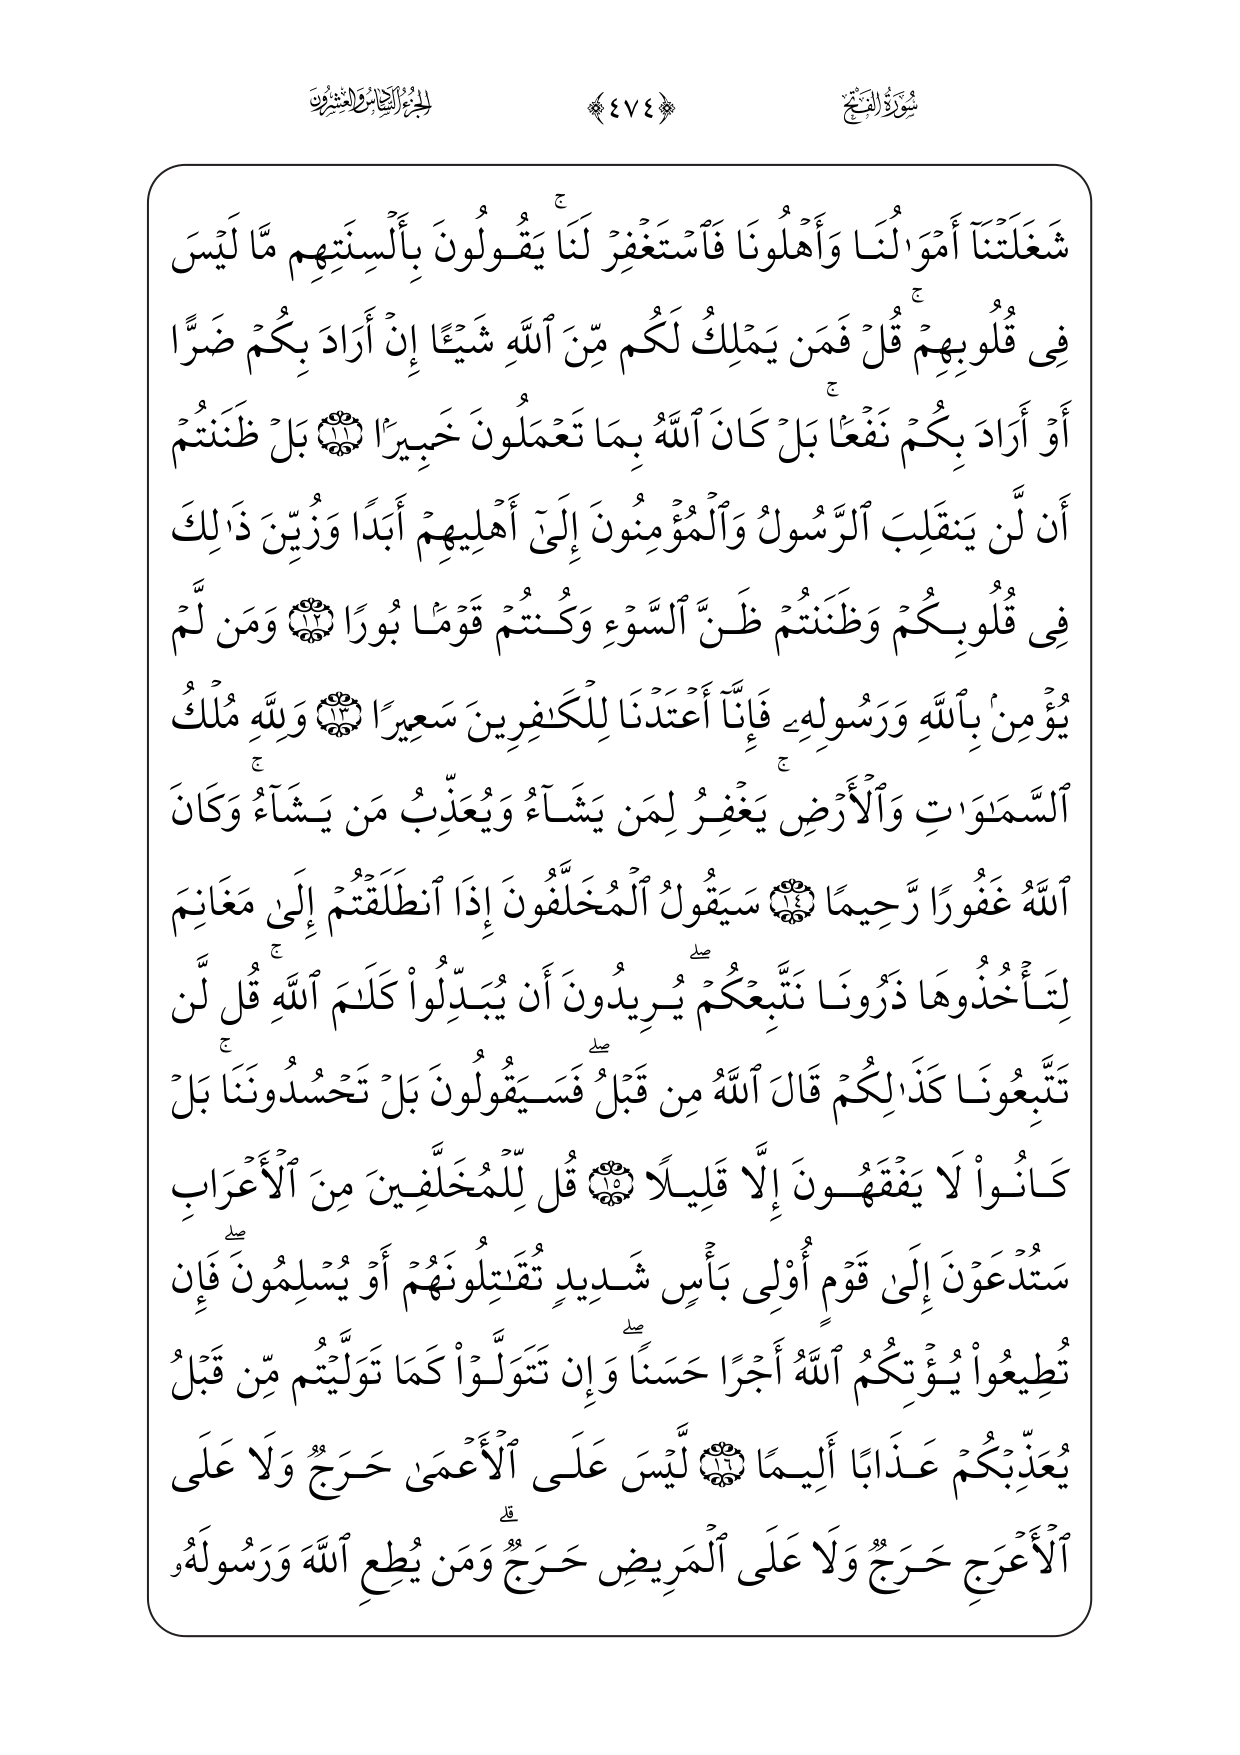 سُورَةُ الفَتْحِ ﴿٤٧٤﴾ الجُزْءُ السَّادِسُ وَالعِشْرُونَ
شَغَلَتۡنَآ أَمۡوَٰلُنَا وَأَهۡلُونَا فَٱسۡتَغۡفِرۡ لَنَاۚ يَقُولُونَ بِأَلۡسِنَتِهِم مَّا لَيۡسَ
فِي قُلُوبِهِمۡۚ قُلۡ فَمَن يَمۡلِكُ لَكُم مِّنَ ٱللَّهِ شَيۡـًٔا إِنۡ أَرَادَ بِكُمۡ ضَرًّا
أَوۡ أَرَادَ بِكُمۡ نَفۡعَۢاۚ بَلۡ كَانَ ٱللَّهُ بِمَا تَعۡمَلُونَ خَبِيرَۢا ١١ بَلۡ ظَنَنتُمۡ
أَن لَّن يَنقَلِبَ ٱلرَّسُولُ وَٱلۡمُؤۡمِنُونَ إِلَىٰٓ أَهۡلِيهِمۡ أَبَدٗا وَزُيِّنَ ذَٰلِكَ
فِي قُلُوبِكُمۡ وَظَنَنتُمۡ ظَنَّ ٱلسَّوۡءِ وَكُنتُمۡ قَوۡمَۢا بُورٗا ١٢ وَمَن لَّمۡ
يُؤۡمِنۢ بِٱللَّهِ وَرَسُولِهِۦ فَإِنَّآ أَعۡتَدۡنَا لِلۡكَٰفِرِينَ سَعِيرٗا ١٣ وَلِلَّهِ مُلۡكُ
ٱلسَّمَٰوَٰتِ وَٱلۡأَرۡضِۚ يَغۡفِرُ لِمَن يَشَآءُ وَيُعَذِّبُ مَن يَشَآءُۚ وَكَانَ
ٱللَّهُ غَفُورٗا رَّحِيمٗا ١٤ سَيَقُولُ ٱلۡمُخَلَّفُونَ إِذَا ٱنطَلَقۡتُمۡ إِلَىٰ مَغَانِمَ
لِتَأۡخُذُوهَا ذَرُونَا نَتَّبِعۡكُمۡۖ يُرِيدُونَ أَن يُبَدِّلُواْ كَلَٰمَ ٱللَّهِۚ قُل لَّن
تَتَّبِعُونَا كَذَٰلِكُمۡ قَالَ ٱللَّهُ مِن قَبۡلُۖ فَسَيَقُولُونَ بَلۡ تَحۡسُدُونَنَاۚ بَلۡ
كَانُواْ لَا يَفۡقَهُونَ إِلَّا قَلِيلٗا ١٥ قُل لِّلۡمُخَلَّفِينَ مِنَ ٱلۡأَعۡرَابِ
سَتُدۡعَوۡنَ إِلَىٰ قَوۡمٍ أُوْلِي بَأۡسٖ شَدِيدٖ تُقَٰتِلُونَهُمۡ أَوۡ يُسۡلِمُونَۖ فَإِن
تُطِيعُواْ يُؤۡتِكُمُ ٱللَّهُ أَجۡرًا حَسَنٗاۖ وَإِن تَتَوَلَّوۡاْ كَمَا تَوَلَّيۡتُم مِّن قَبۡلُ
يُعَذِّبۡكُمۡ عَذَابًا أَلِيمٗا ١٦ لَّيۡسَ عَلَى ٱلۡأَعۡمَىٰ حَرَجٞ وَلَا عَلَى
ٱلۡأَعۡرَجِ حَرَجٞ وَلَا عَلَى ٱلۡمَرِيضِ حَرَجٞۗ وَمَن يُطِعِ ٱللَّهَ وَرَسُولَهُۥ